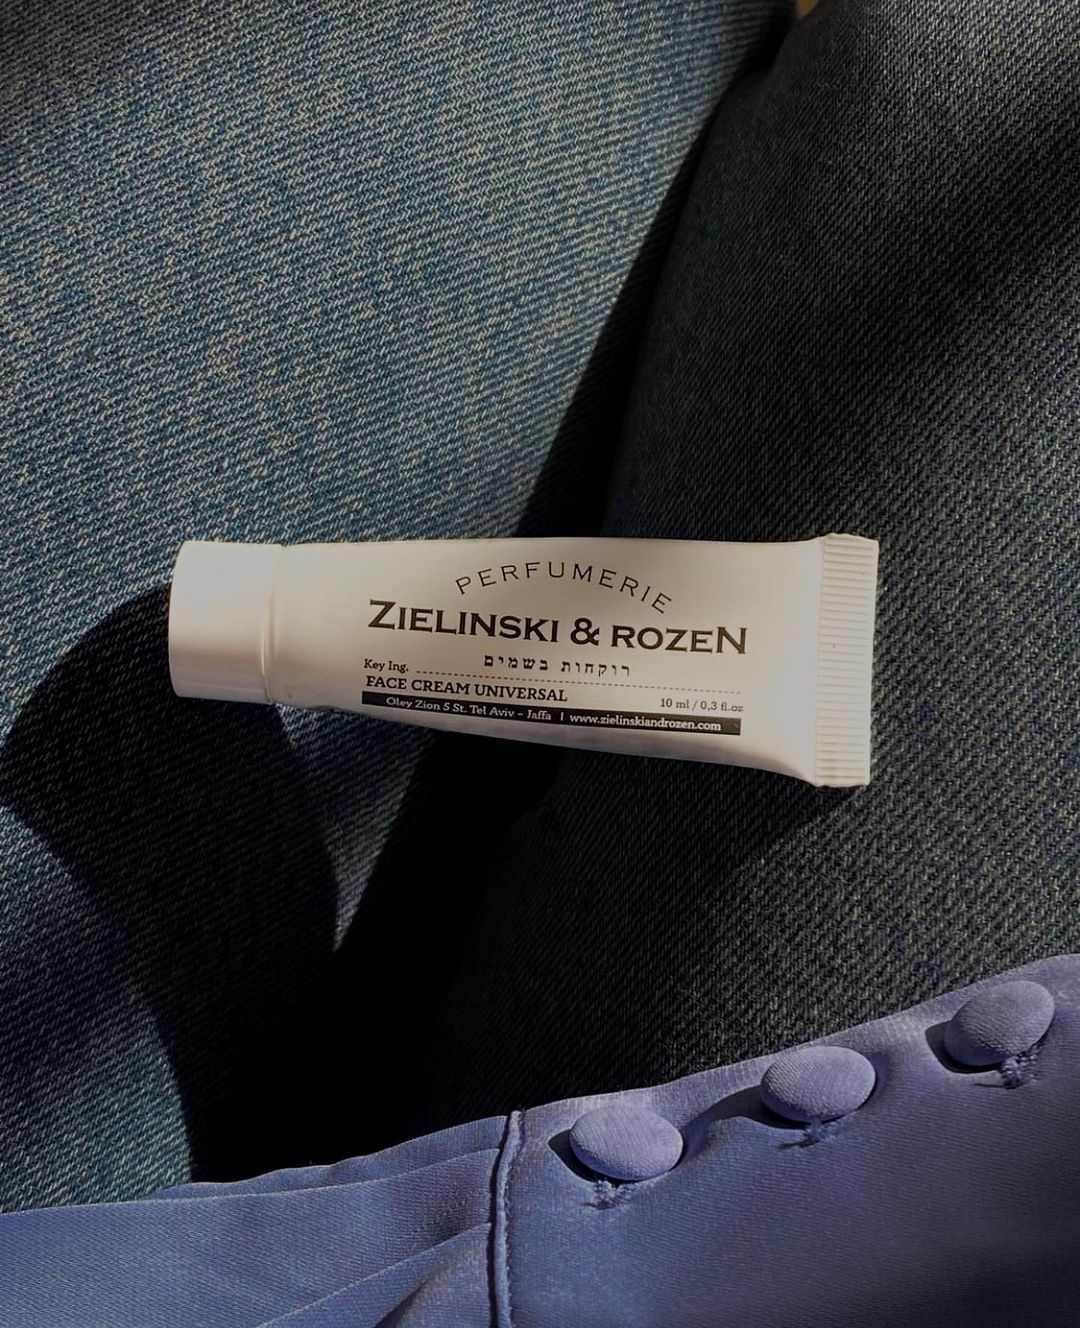 PERFUMERIE
ZIELINSKI & ROZEN
רוקחות בשמים
Key Ing.
FACE CREAM UNIVERSAL 10 ml / 0,3 fl.oz
Oley Zion 5 St. Tel Aviv – Jaffa | www.zielinskiandrozen.com